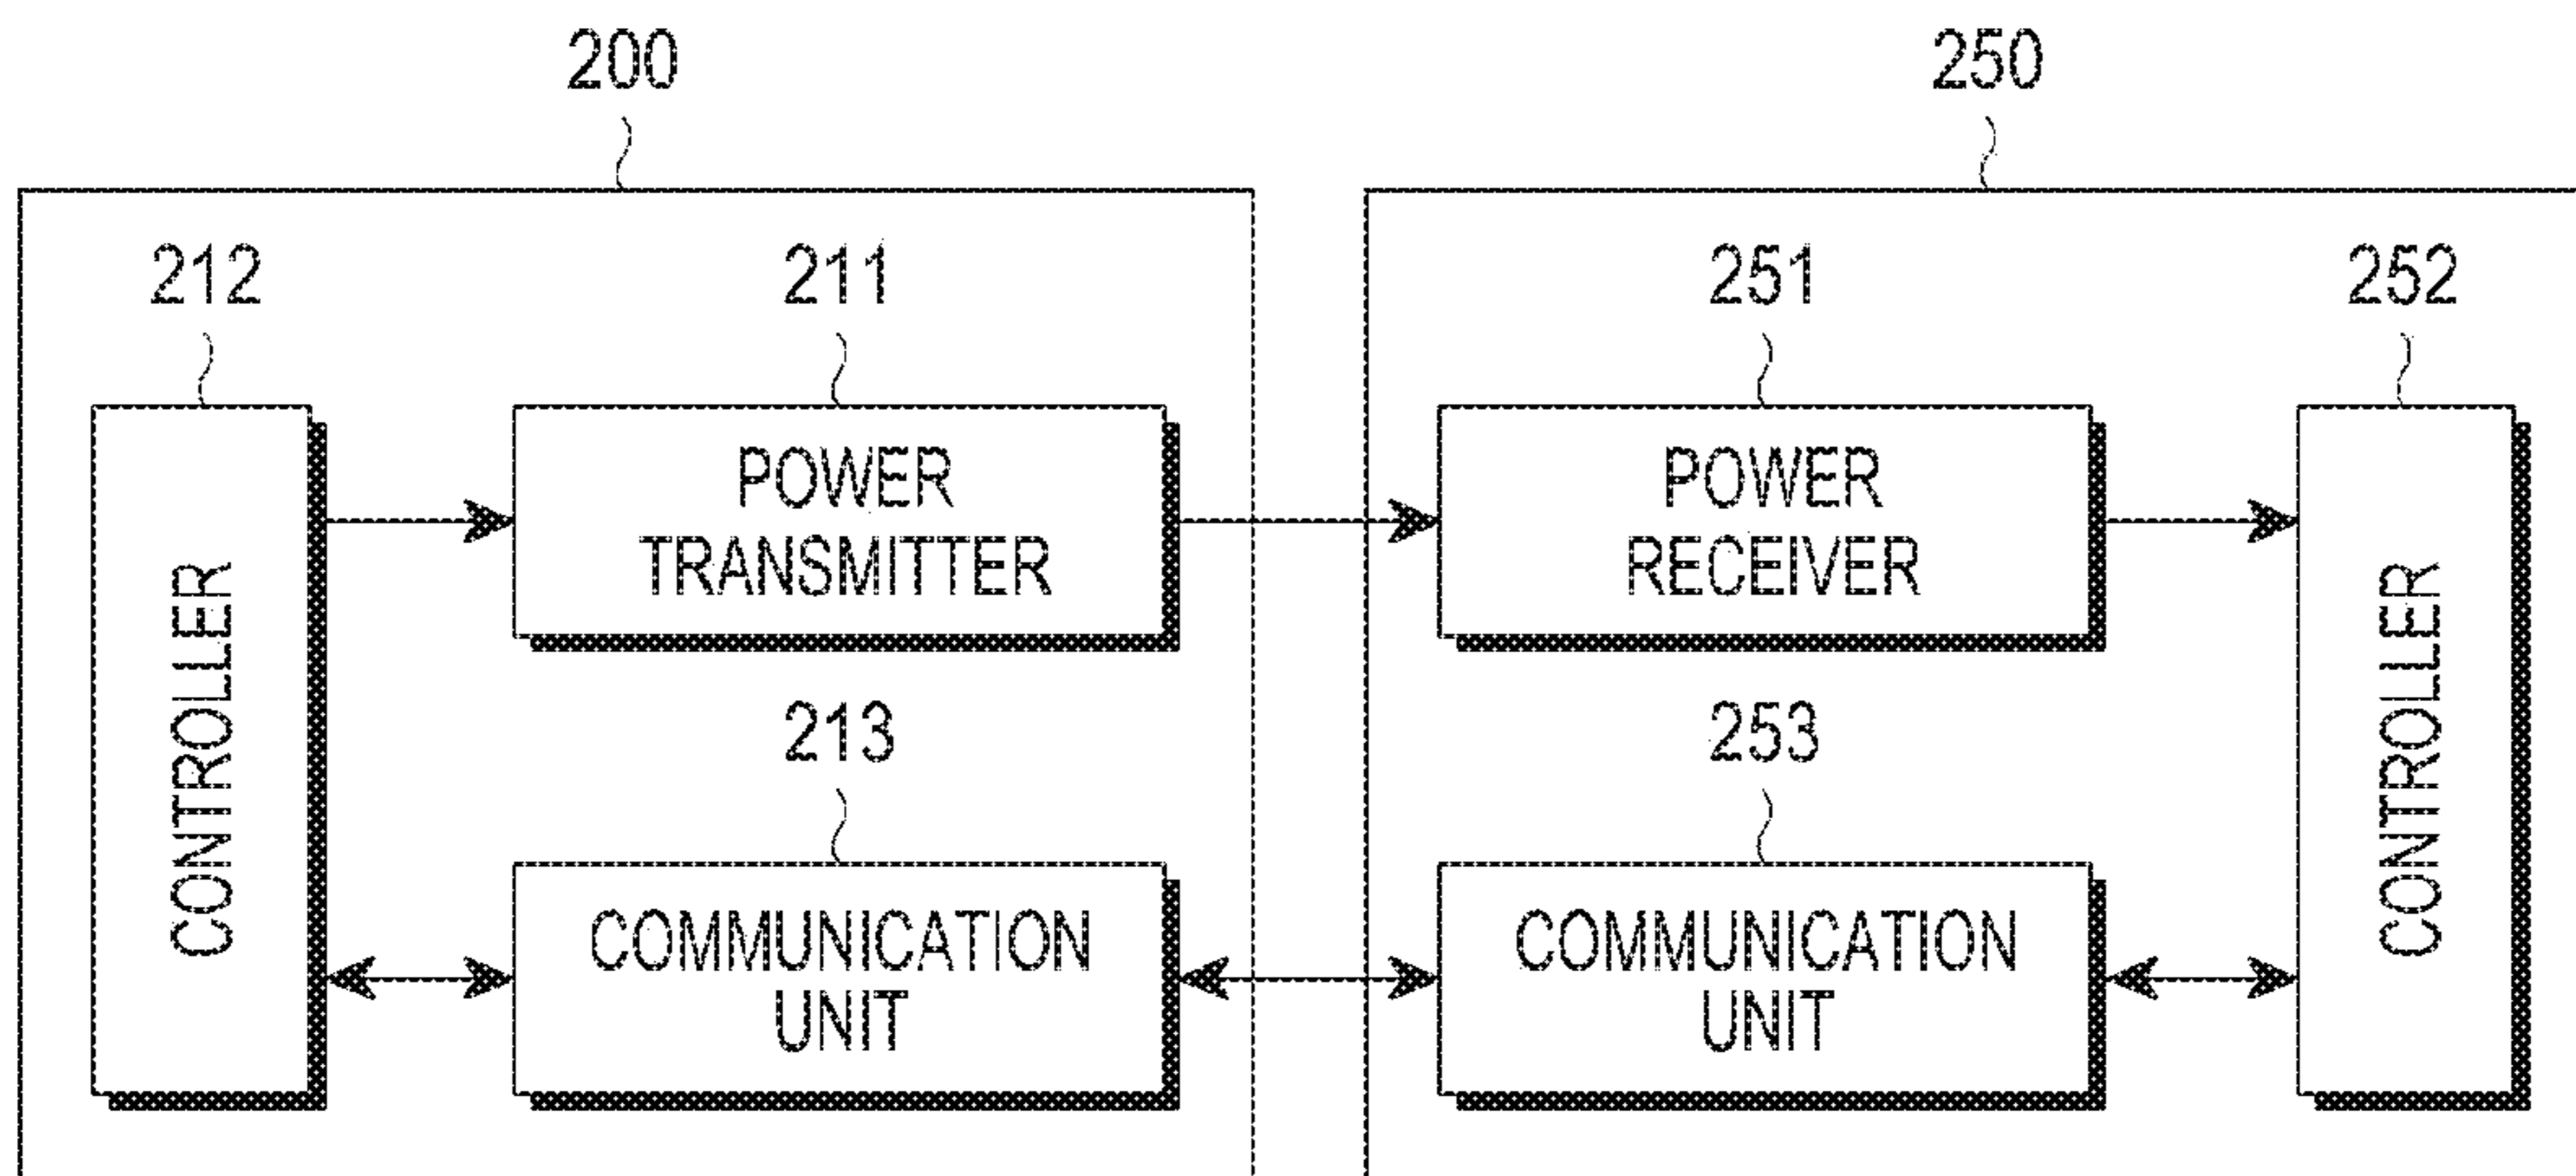 200
250
212
211
251
252
POWER
TRANSMITTER
POWER
RECEIVER
CONTROLLER
CONTROLLER
213
253
COMMUNICATION
UNIT
COMMUNICATION
UNIT